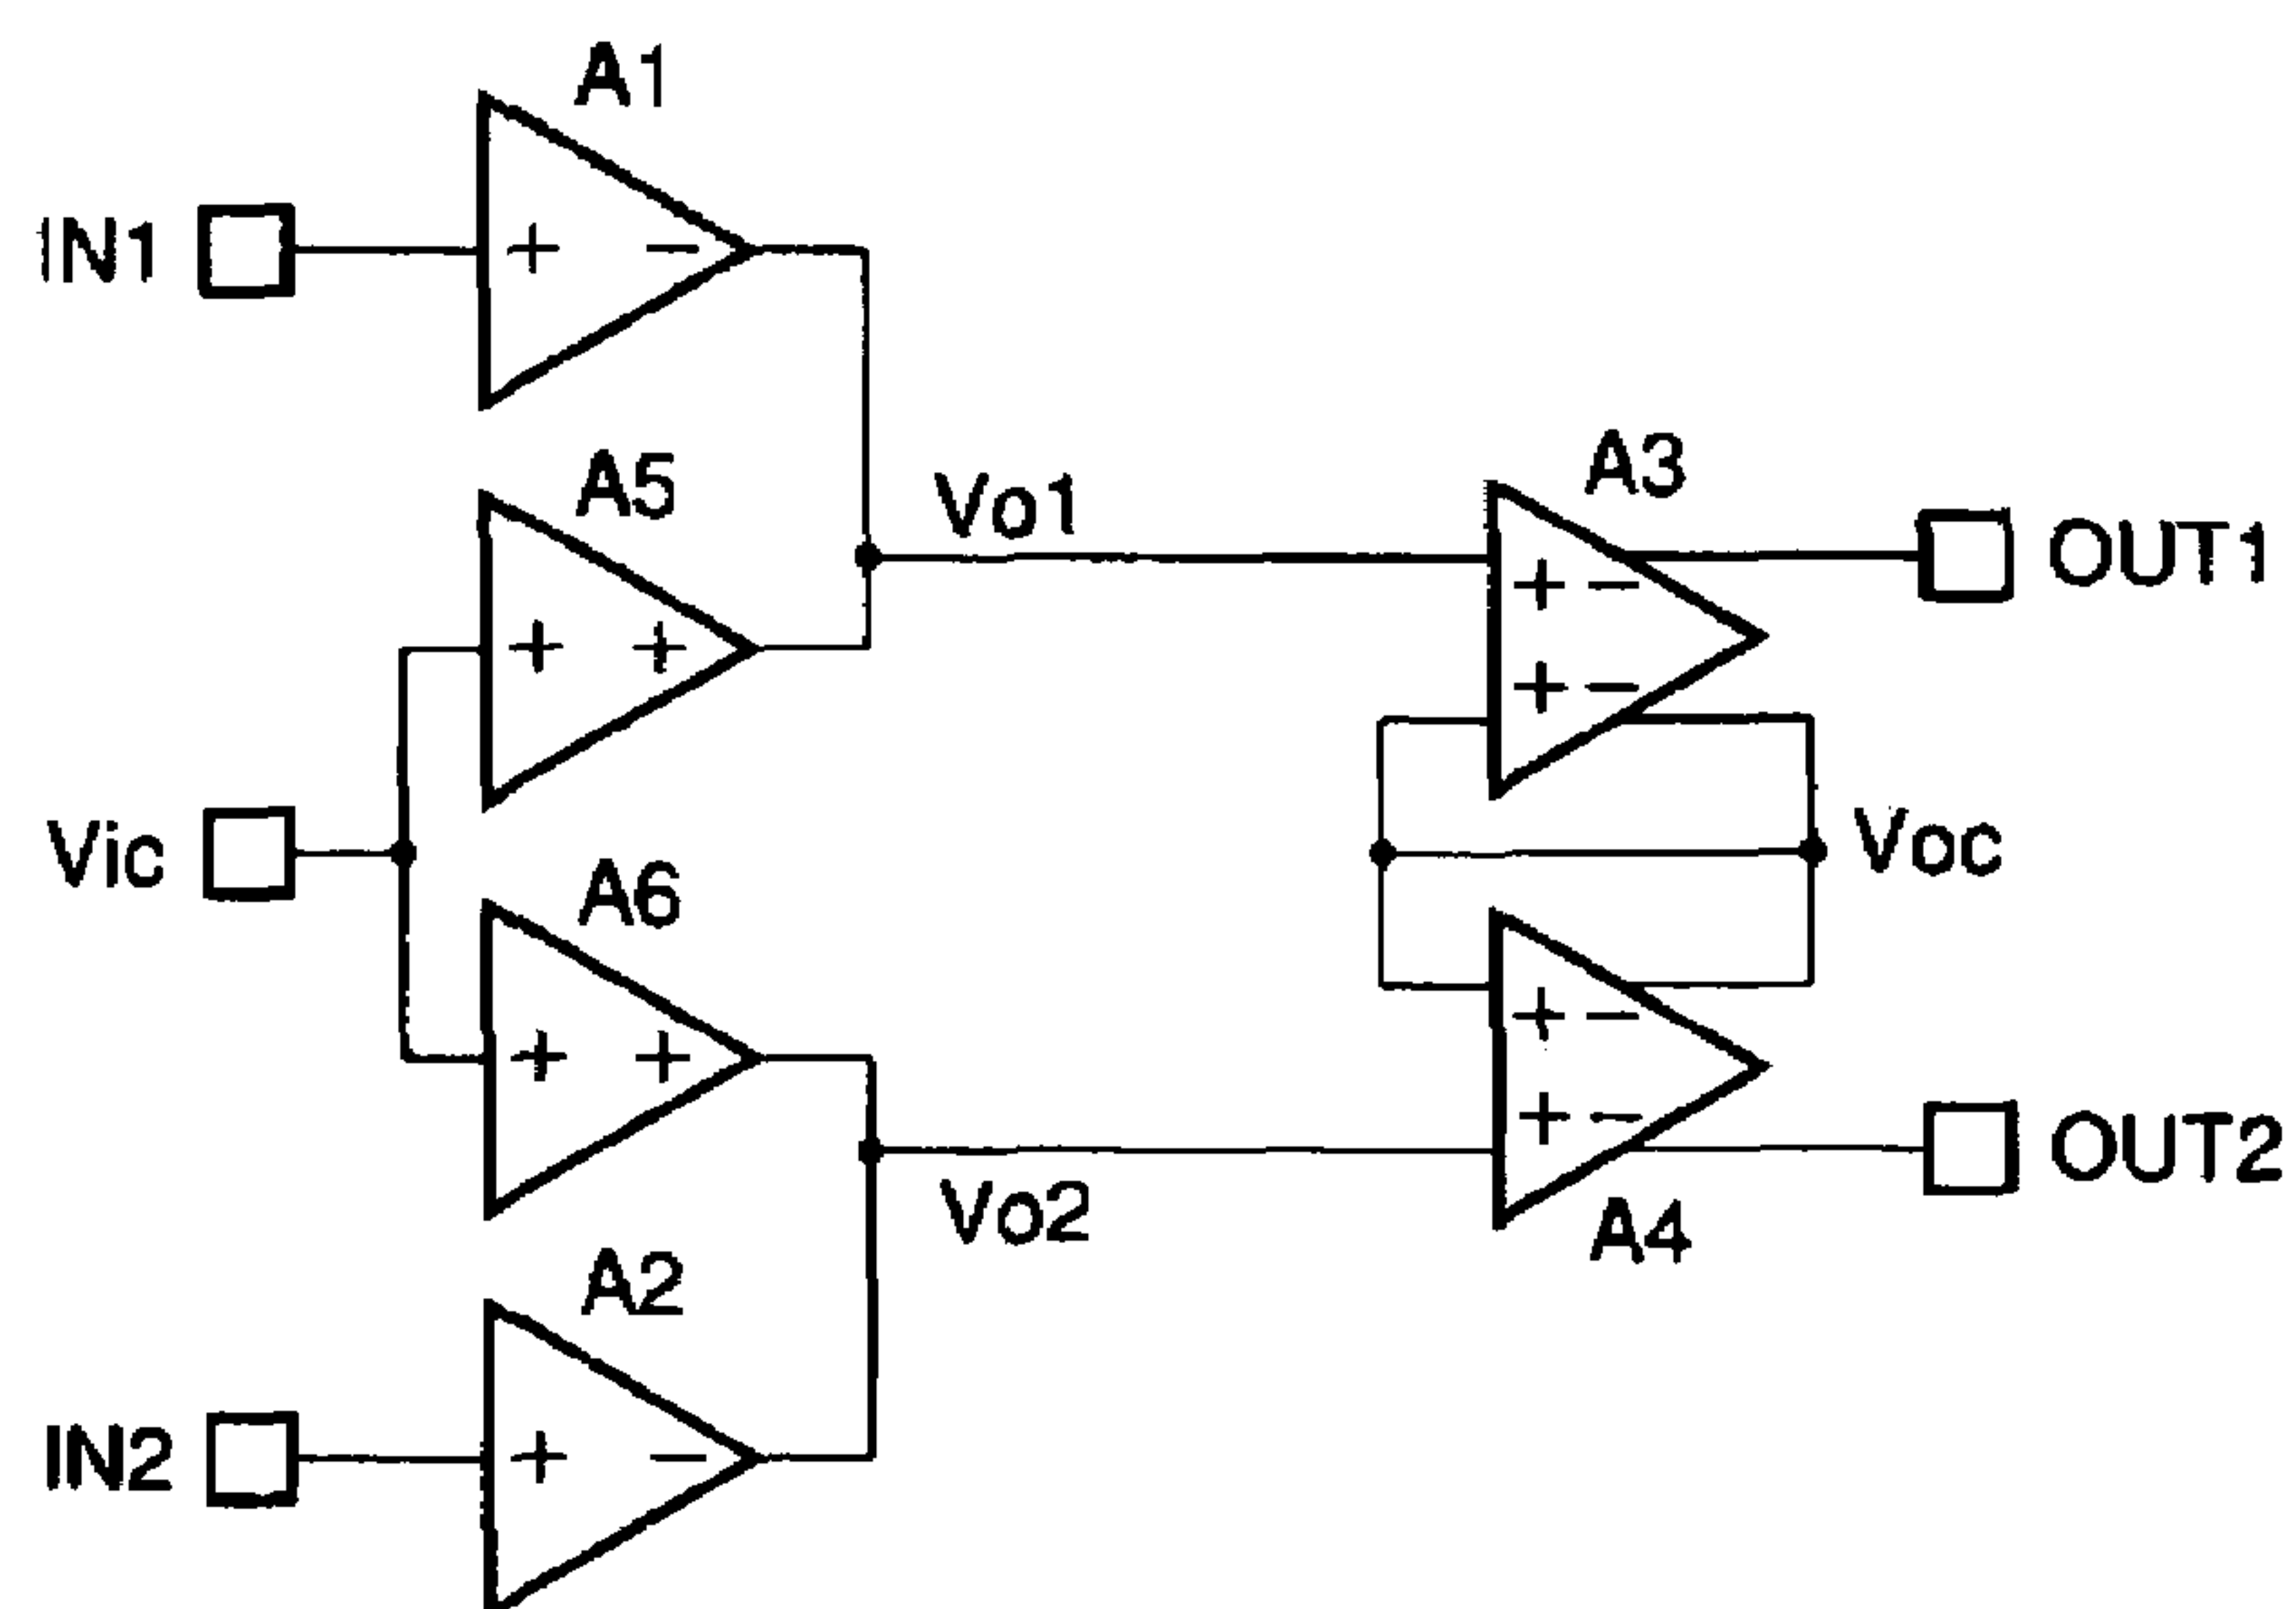 A1
IN1
+ −
A5
Vo1
A3
OUT1
+ −
+ +
+ −
Vic
Voc
A6
+ +
+ −
Vo2
+ −
OUT2
A4
A2
IN2
+ −